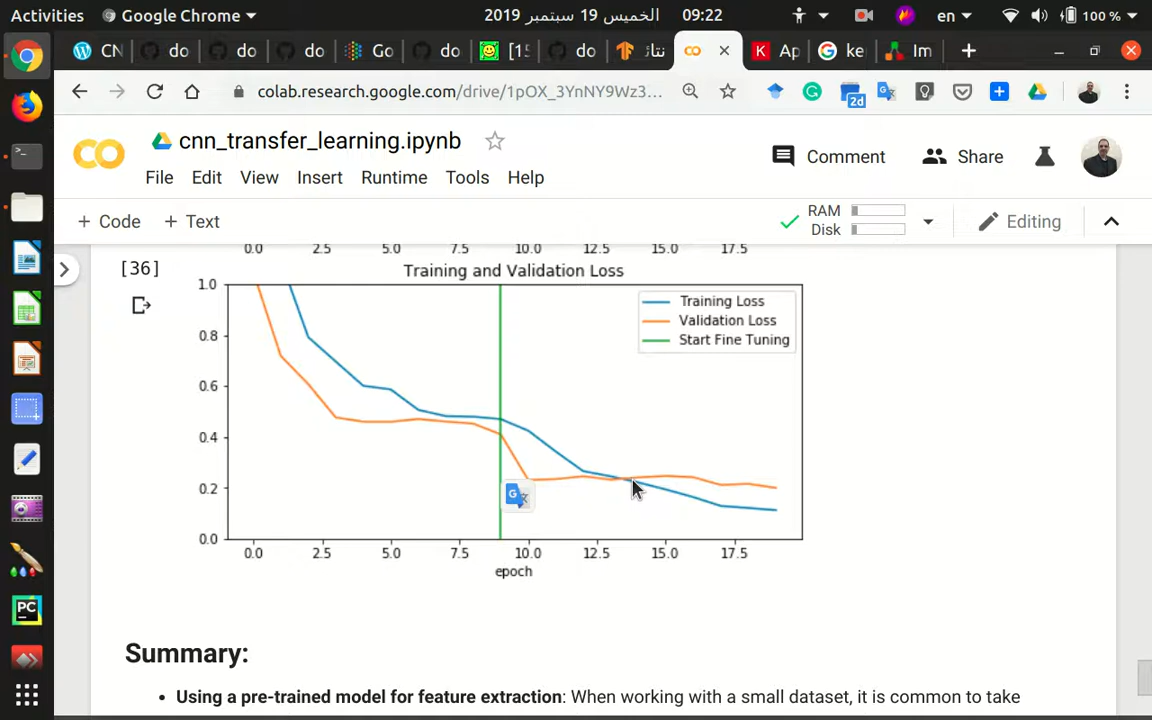 Activities Google Chrome الخميس 19 سبتمبر 2019 09:22 en 100 %
CN do do do Go do [15 do نتائ Ap ke Im
colab.research.google.com/drive/1pOX_3YnNY9Wz3... 2d
cnn_transfer_learning.ipynb
File Edit View Insert Runtime Tools Help
Comment Share
+ Code + Text
RAM
Disk
Editing
0.0 2.5 5.0 7.5 10.0 12.5 15.0 17.5
[36]
Training and Validation Loss
1.0
0.8
0.6
0.4
0.2
0.0
Training Loss
Validation Loss
Start Fine Tuning
0.0 2.5 5.0 7.5 10.0 12.5 15.0 17.5
epoch
Summary:
• Using a pre-trained model for feature extraction: When working with a small dataset, it is common to take